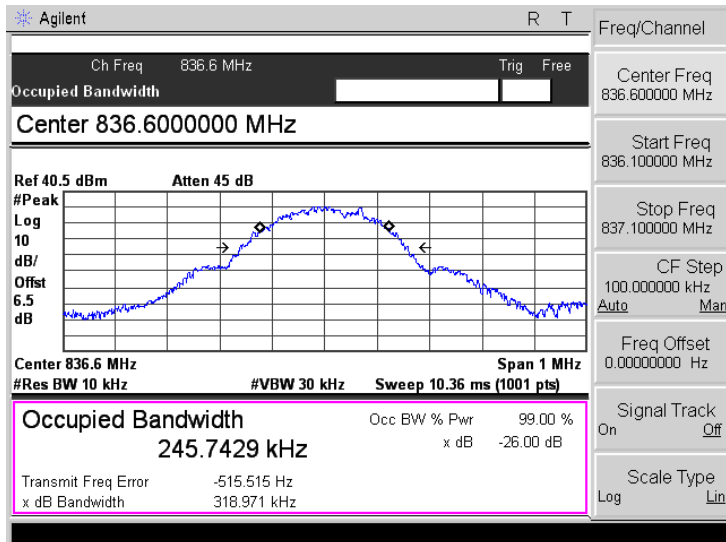 Agilent R T
Ch Freq 836.6 MHz Trig Free
Occupied Bandwidth
Center 836.6000000 MHz
Ref 40.5 dBm Atten 45 dB
#Peak
Log
10
dB/
Offst
6.5
dB
Center 836.6 MHz Span 1 MHz
#Res BW 10 kHz #VBW 30 kHz Sweep 10.36 ms (1001 pts)
Occupied Bandwidth Occ BW % Pwr 99.00 %
245.7429 kHz x dB -26.00 dB
Transmit Freq Error -515.515 Hz
x dB Bandwidth 318.971 kHz
Freq/Channel
Center Freq
836.600000 MHz
Start Freq
836.100000 MHz
Stop Freq
837.100000 MHz
CF Step
100.000000 kHz
Auto Man
Freq Offset
0.00000000 Hz
Signal Track
On Off
Scale Type
Log Lin